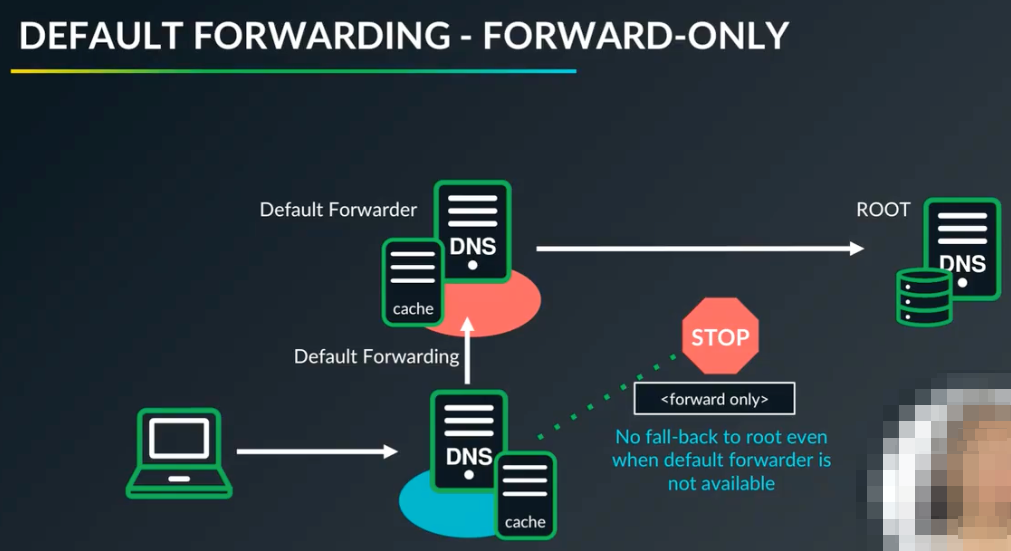 DEFAULT FORWARDING - FORWARD-ONLY
Default Forwarder
DNS
cache
ROOT
DNS
Default Forwarding
STOP
<forward only>
No fall-back to root even
when default forwarder is
not available
DNS
cache